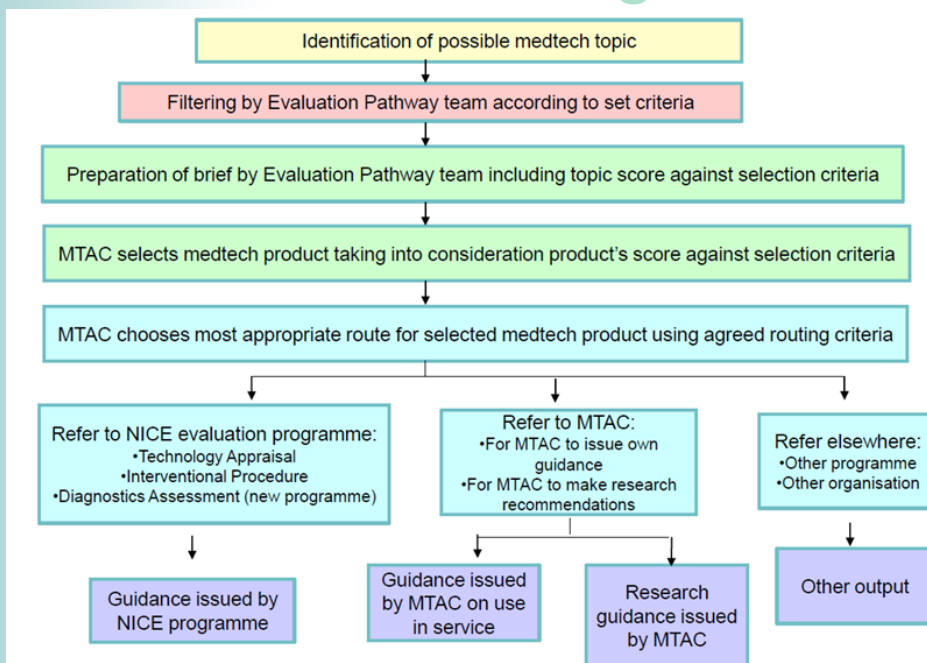 Identification of possible medtech topic
Filtering by Evaluation Pathway team according to set criteria
Preparation of brief by Evaluation Pathway team including topic score against selection criteria
MTAC selects medtech product taking into consideration product's score against selection criteria
MTAC chooses most appropriate route for selected medtech product using agreed routing criteria
Refer to NICE evaluation programme:
•Technology Appraisal
•Interventional Procedure
•Diagnostics Assessment (new programme)
Refer to MTAC:
•For MTAC to issue own
guidance
•For MTAC to make research
recommendations
Refer elsewhere:
•Other programme
•Other organisation
Guidance issued by
NICE programme
Guidance issued
by MTAC on use
in service
Research
guidance issued
by MTAC
Other output